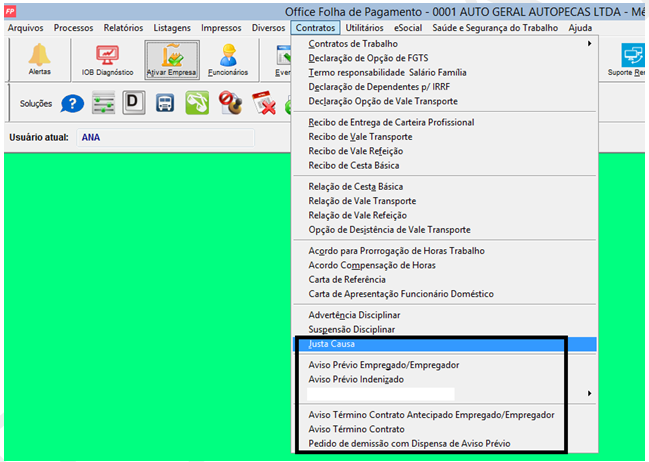 FP
Office Folha de Pagamento - 0001 AUTO GERAL AUTOPECAS LTDA - Mê
Arquivos Processos Relatórios Listagens Impressos Diversos Contratos Utilitários eSocial Saúde e Segurança do Trabalho Ajuda
Alertas IOB Diagnóstico Ativar Empresa Funcionários Even Suporte Rem
Soluções ? D
Usuário atual: ANA
Contratos de Trabalho
Declaração de Opção de FGTS
Termo responsabilidade Salário Família
Declaração de Dependentes p/ IRRF
Declaração Opção de Vale Transporte
Recibo de Entrega de Carteira Profissional
Recibo de Vale Transporte
Recibo de Vale Refeição
Recibo de Cesta Básica
Relação de Cesta Básica
Relação de Vale Transporte
Relação de Vale Refeição
Opção de Desistência de Vale Transporte
Acordo para Prorrogação de Horas Trabalho
Acordo Compensação de Horas
Carta de Referência
Carta de Apresentação Funcionário Doméstico
Advertência Disciplinar
Suspensão Disciplinar
Justa Causa
Aviso Prévio Empregado/Empregador
Aviso Prévio Indenizado
Aviso Término Contrato Antecipado Empregado/Empregador
Aviso Término Contrato
Pedido de demissão com Dispensa de Aviso Prévio